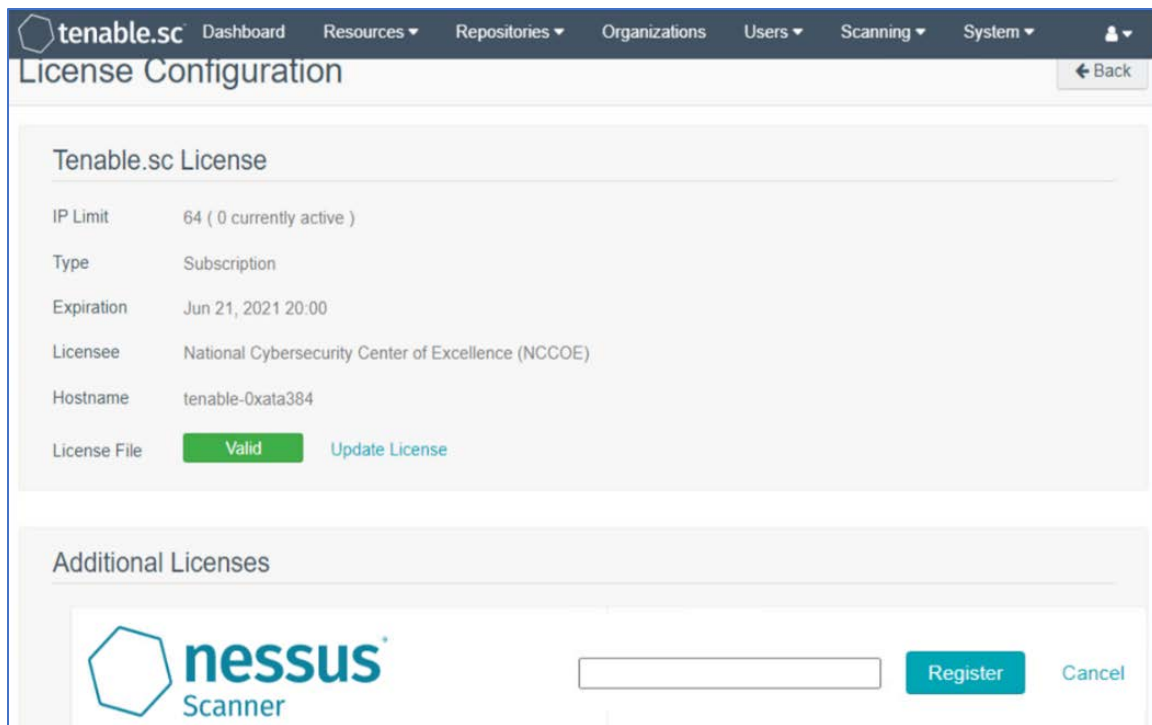 tenable.sc Dashboard Resources Repositories Organizations Users Scanning System
License Configuration
Back
Tenable.sc License
IP Limit 64 ( 0 currently active )
Type Subscription
Expiration Jun 21, 2021 20:00
Licensee National Cybersecurity Center of Excellence (NCCOE)
Hostname tenable-0xata384
License File Valid Update License
Additional Licenses
nessus®
Scanner
Register Cancel